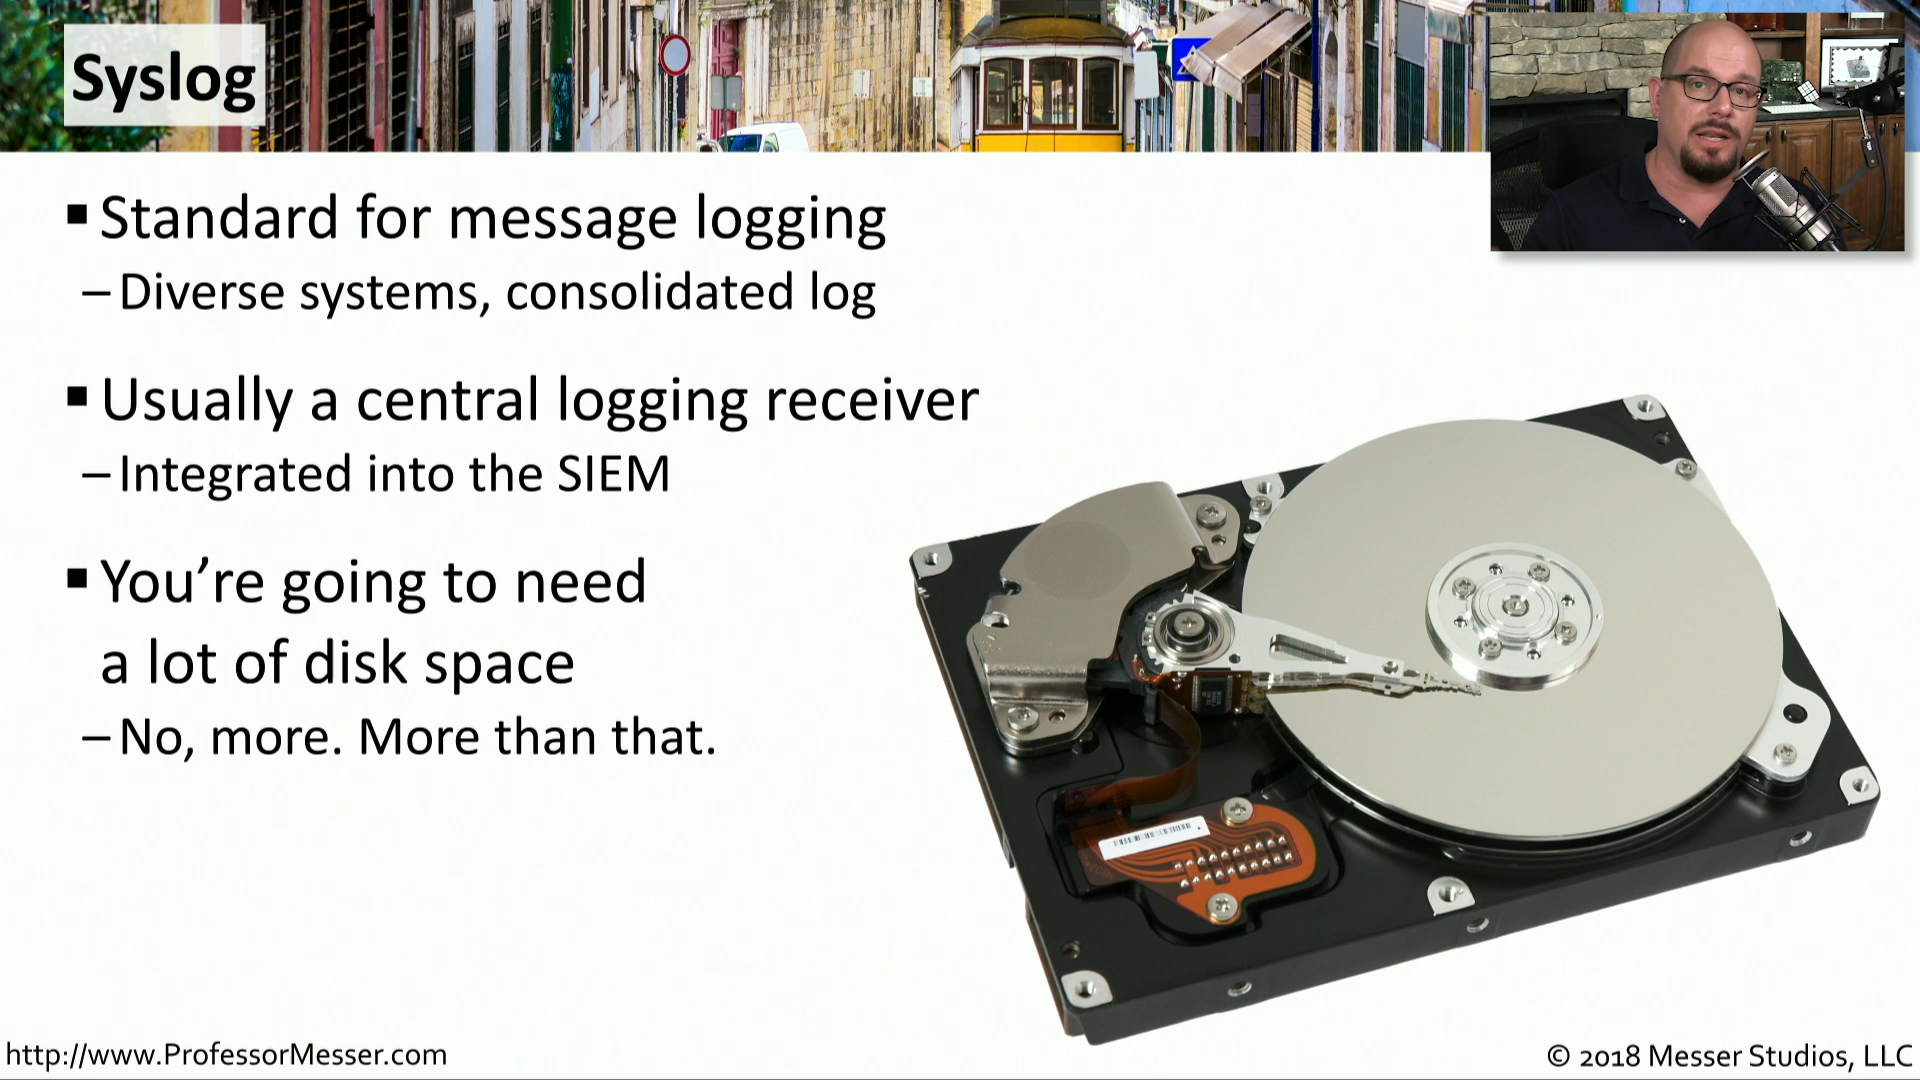 Syslog
▪ Standard for message logging
– Diverse systems, consolidated log
▪ Usually a central logging receiver
– Integrated into the SIEM
▪ You’re going to need
a lot of disk space
– No, more. More than that.
http://www.ProfessorMesser.com
© 2018 Messer Studios, LLC